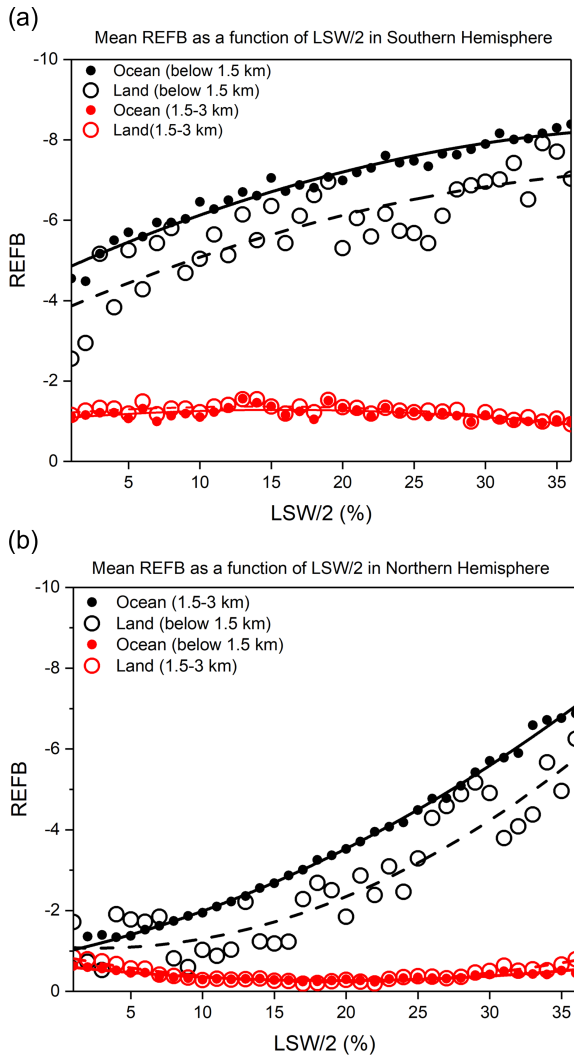 (a)
Mean REFB as a function of LSW/2 in Southern Hemisphere
-10
-8
-6
-4
-2
0
REFB
Ocean (below 1.5 km)
Land (below 1.5 km)
Ocean (1.5-3 km)
Land(1.5-3 km)
5 10 15 20 25 30 35
LSW/2 (%)
(b)
Mean REFB as a function of LSW/2 in Northern Hemisphere
-10
-8
-6
-4
-2
0
REFB
Ocean (1.5-3 km)
Land (below 1.5 km)
Ocean (below 1.5 km)
Land (1.5-3 km)
5 10 15 20 25 30 35
LSW/2 (%)